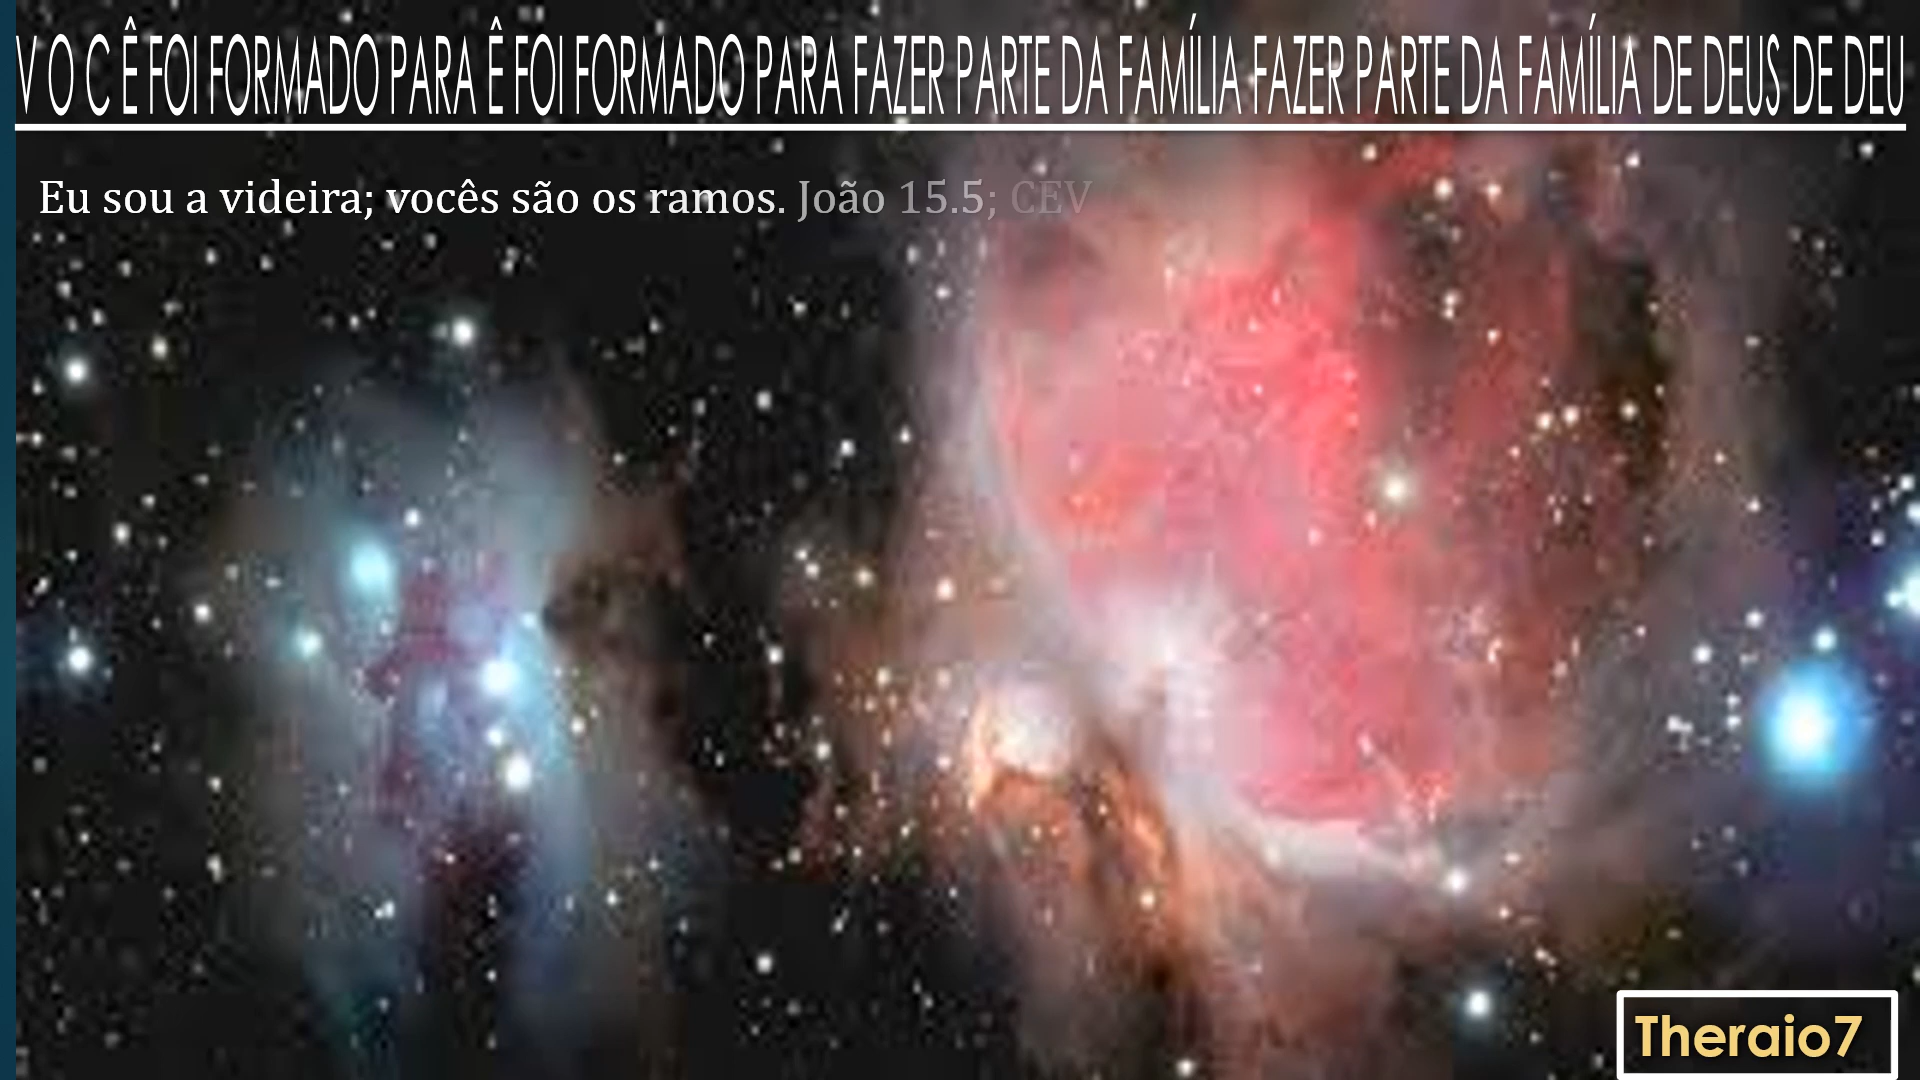 V O C Ê FOI FORMADO PARA Ê FOI FORMADO PARA FAZER PARTE DA FAMÍLIA FAZER PARTE DA FAMÍLIA DE DEUS DE DEU
Eu sou a videira; vocês são os ramos. João 15.5; CEV
Theraio7